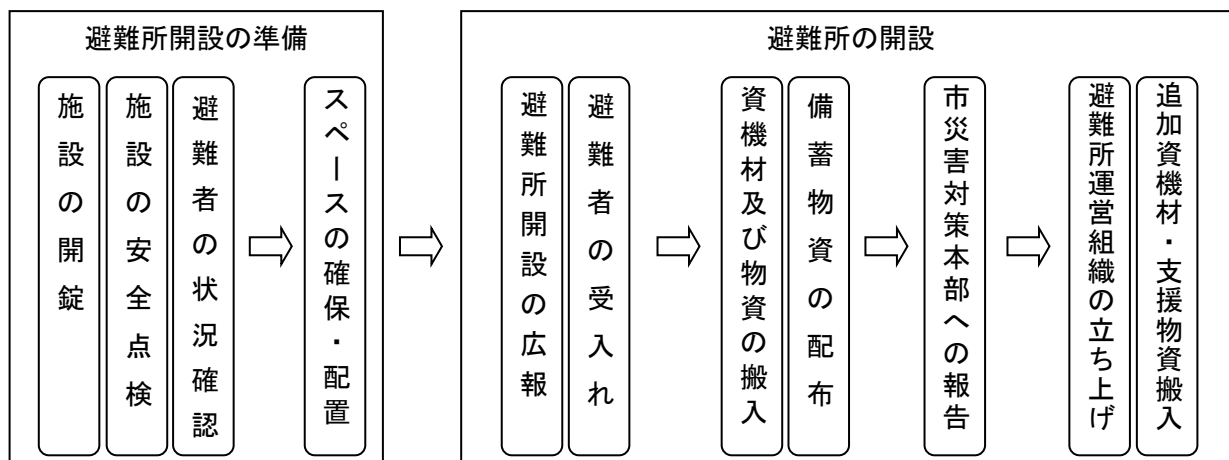 避難所開設の準備
施設の開錠
施設の安全点検
避難者の状況確認
スペースの確保・配置
避難所の開設
避難所開設の広報
避難者の受入れ
資機材及び物資の搬入
備蓄物資の配布
市災害対策本部への報告
避難所運営組織の立ち上げ
追加資機材・支援物資搬入